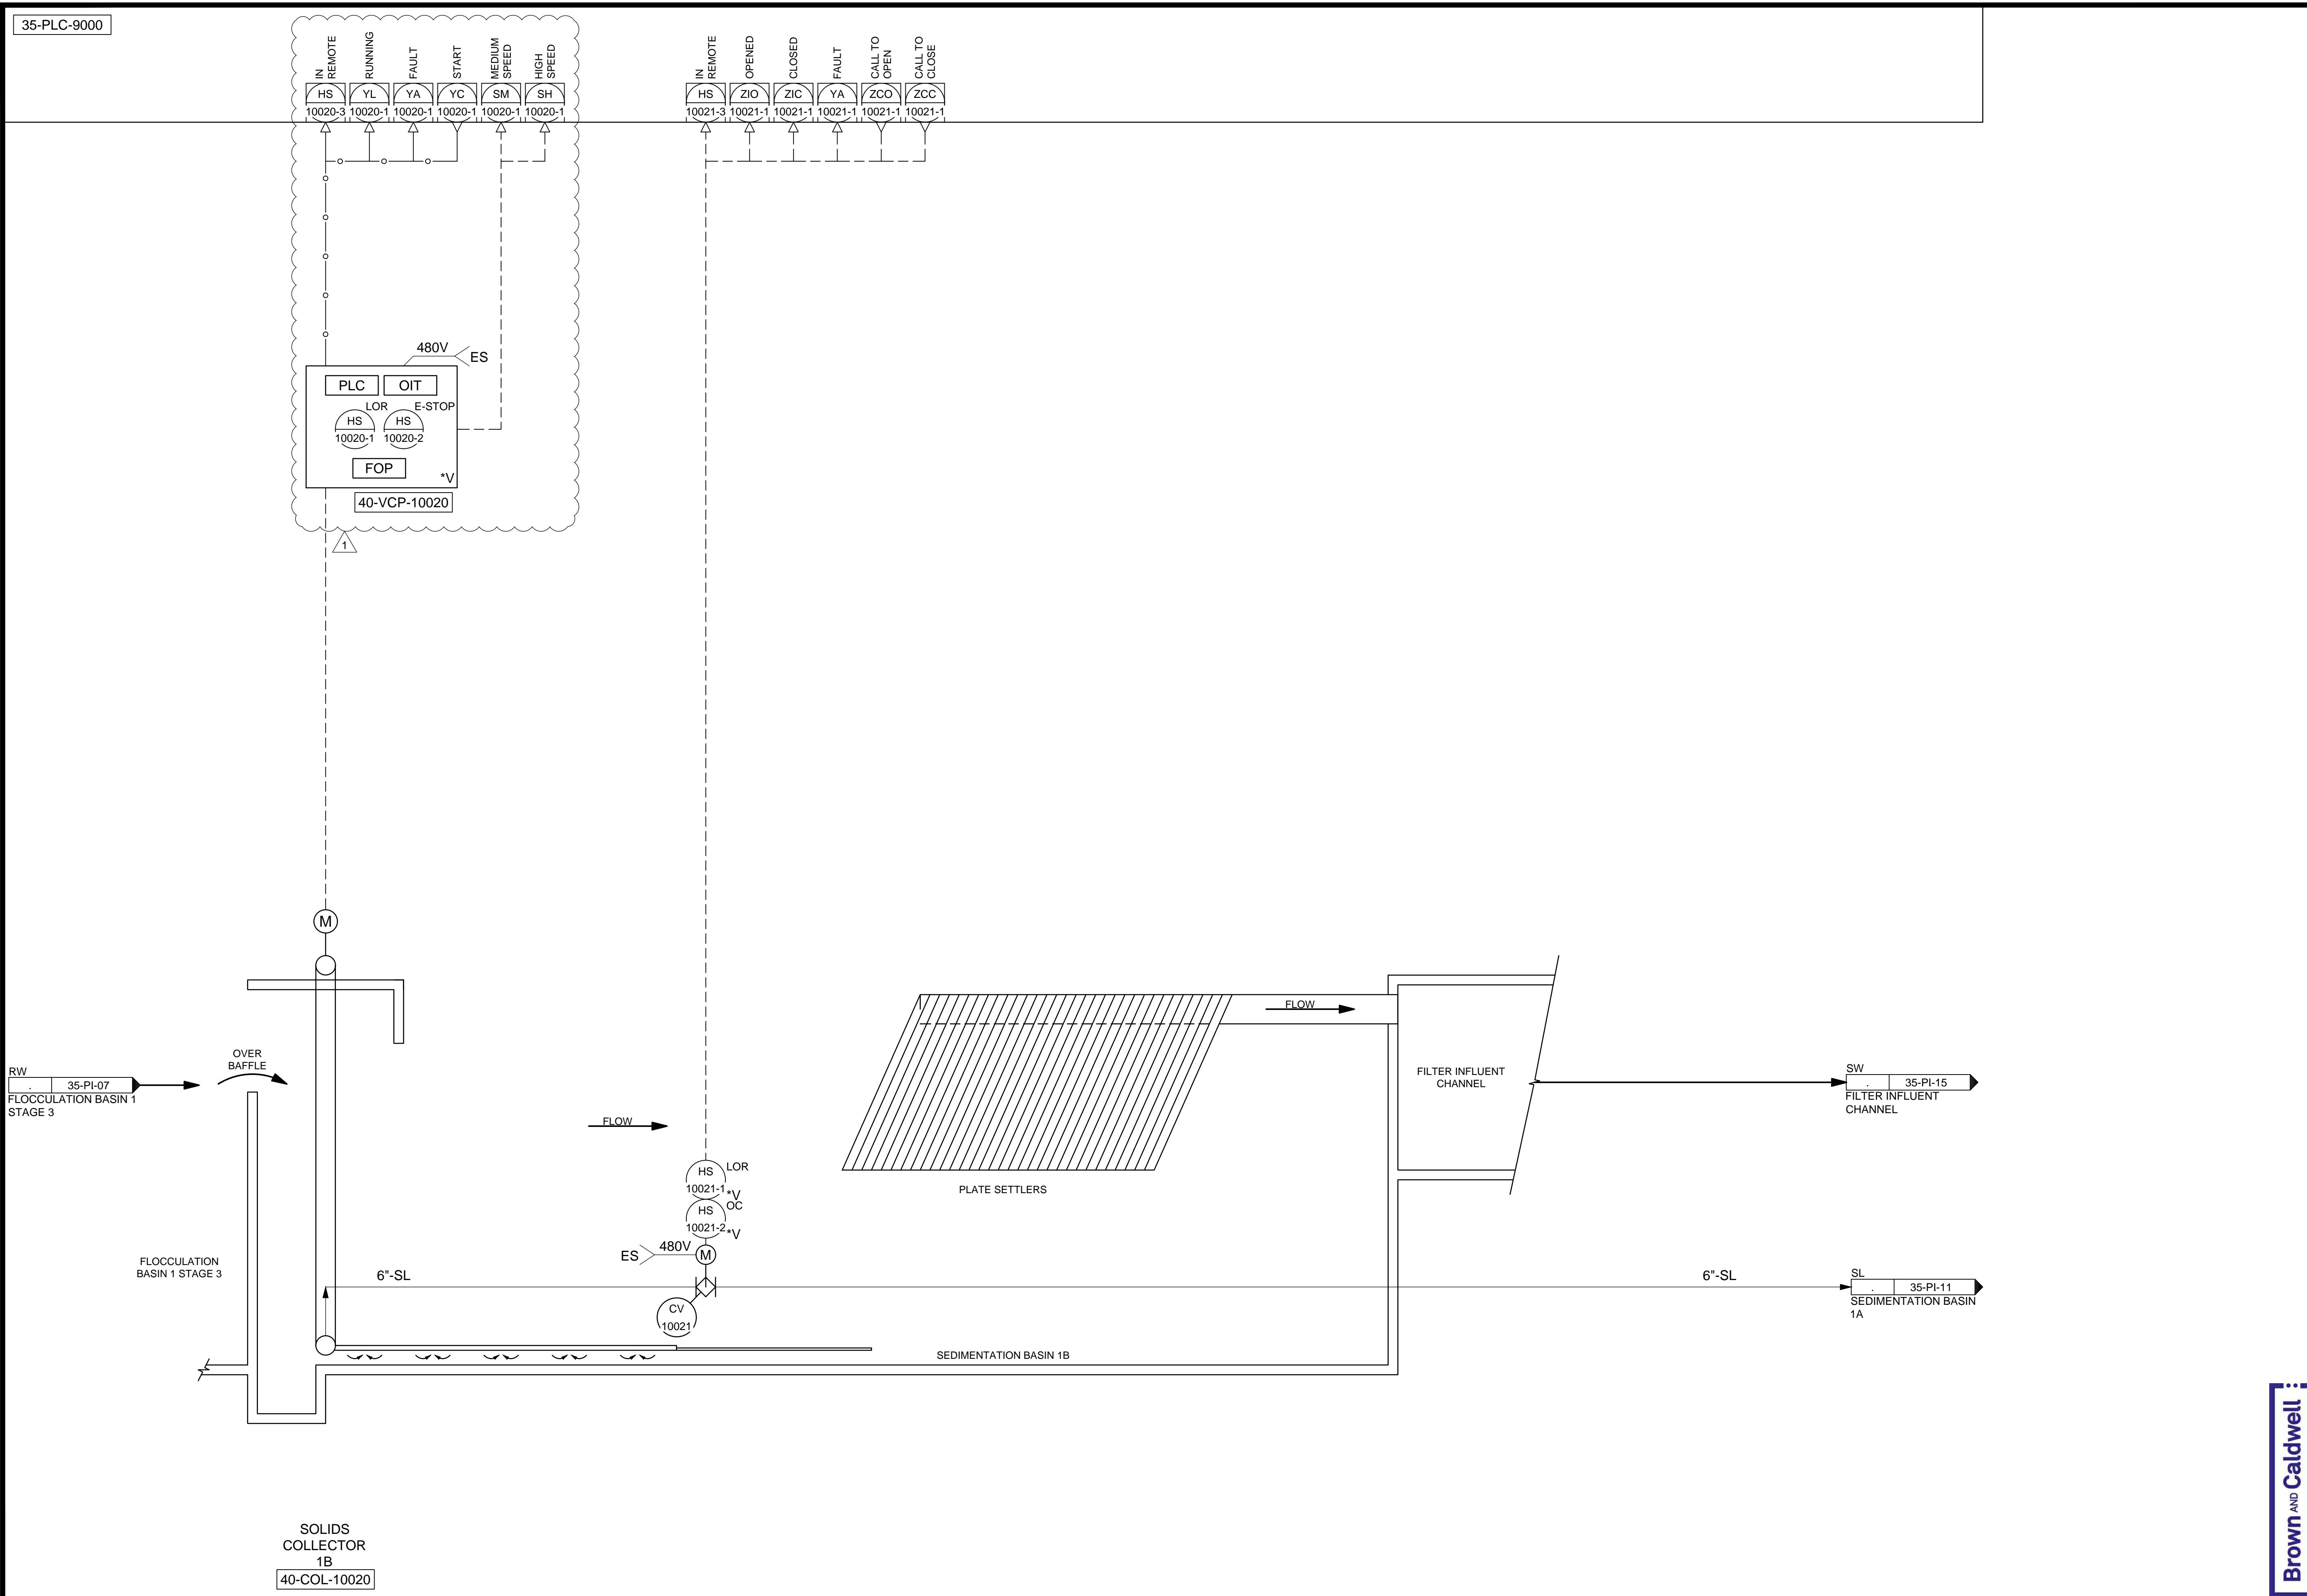 35-PLC-9000
IN
REMOTE
RUNNING
FAULT
START
MEDIUM
SPEED
HIGH
SPEED
HS
10020-3
YL
10020-1
YA
10020-1
YC
10020-1
SM
10020-1
SH
10020-1
IN
REMOTE
OPENED
CLOSED
FAULT
CALL TO
OPEN
CALL TO
CLOSE
HS
10021-3
ZIO
10021-1
ZIC
10021-1
YA
10021-1
ZCO
10021-1
ZCC
10021-1
480V
ES
PLC
OIT
LOR
E-STOP
HS
10020-1
HS
10020-2
FOP
*V
40-VCP-10020
1
M
OVER
BAFFLE
RW
. 35-PI-07
FLOCCULATION BASIN 1
STAGE 3
FLOW
FLOW
FILTER INFLUENT
CHANNEL
SW
. 35-PI-15
FILTER INFLUENT
CHANNEL
PLATE SETTLERS
HS
10021-1
LOR
*V
HS
10021-2
OC
*V
ES
480V
M
FLOCCULATION
BASIN 1 STAGE 3
6"-SL
6"-SL
SL
. 35-PI-11
SEDIMENTATION BASIN
1A
CV
10021
SEDIMENTATION BASIN 1B
SOLIDS
COLLECTOR
1B
40-COL-10020
Brown AND Caldwell